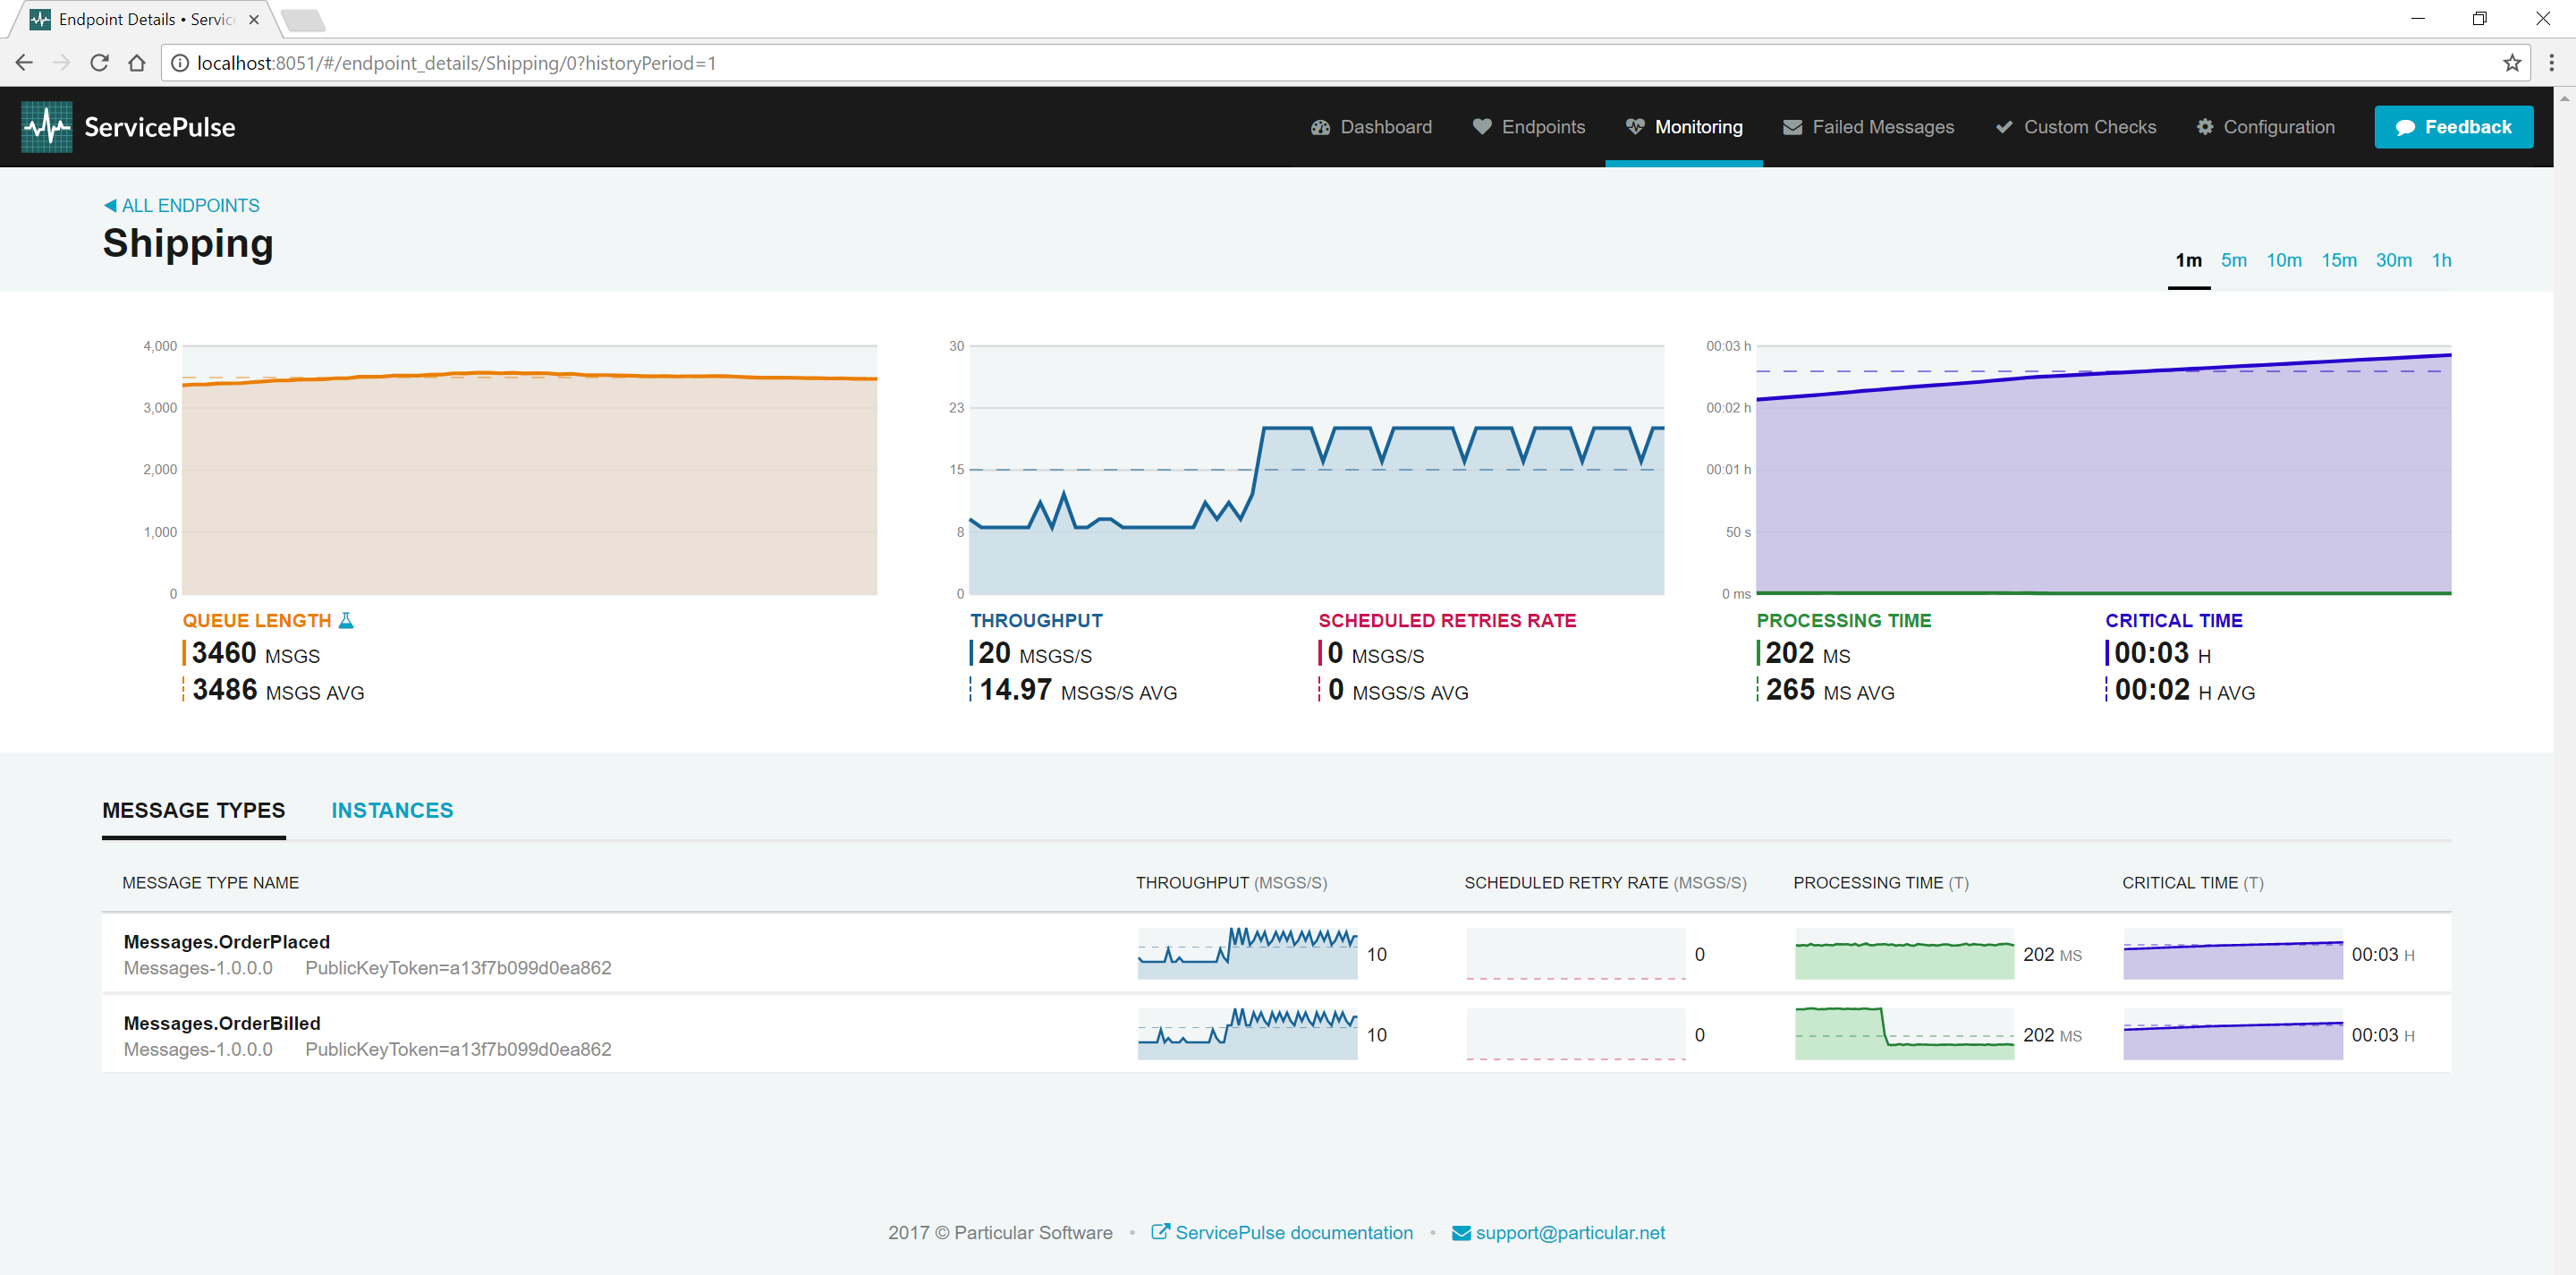 Endpoint Details • Servic
localhost:8051/#/endpoint_details/Shipping/0?historyPeriod=1
ServicePulse
Dashboard Endpoints Monitoring Failed Messages Custom Checks Configuration Feedback
ALL ENDPOINTS
Shipping
1m 5m 10m 15m 30m 1h
4,000
3,000
2,000
1,000
0
30
23
15
8
0
00:03 h
00:02 h
00:01 h
50 s
0 ms
QUEUE LENGTH
3460 MSGS
3486 MSGS AVG
THROUGHPUT
20 MSGS/S
14.97 MSGS/S AVG
SCHEDULED RETRIES RATE
0 MSGS/S
0 MSGS/S AVG
PROCESSING TIME
202 MS
265 MS AVG
CRITICAL TIME
00:03 H
00:02 H AVG
MESSAGE TYPES INSTANCES
MESSAGE TYPE NAME THROUGHPUT (MSGS/S) SCHEDULED RETRY RATE (MSGS/S) PROCESSING TIME (T) CRITICAL TIME (T)
Messages.OrderPlaced
Messages-1.0.0.0 PublicKeyToken=a13f7b099d0ea862
10 0 202 MS 00:03 H
Messages.OrderBilled
Messages-1.0.0.0 PublicKeyToken=a13f7b099d0ea862
10 0 202 MS 00:03 H
2017 © Particular Software • ServicePulse documentation • support@particular.net